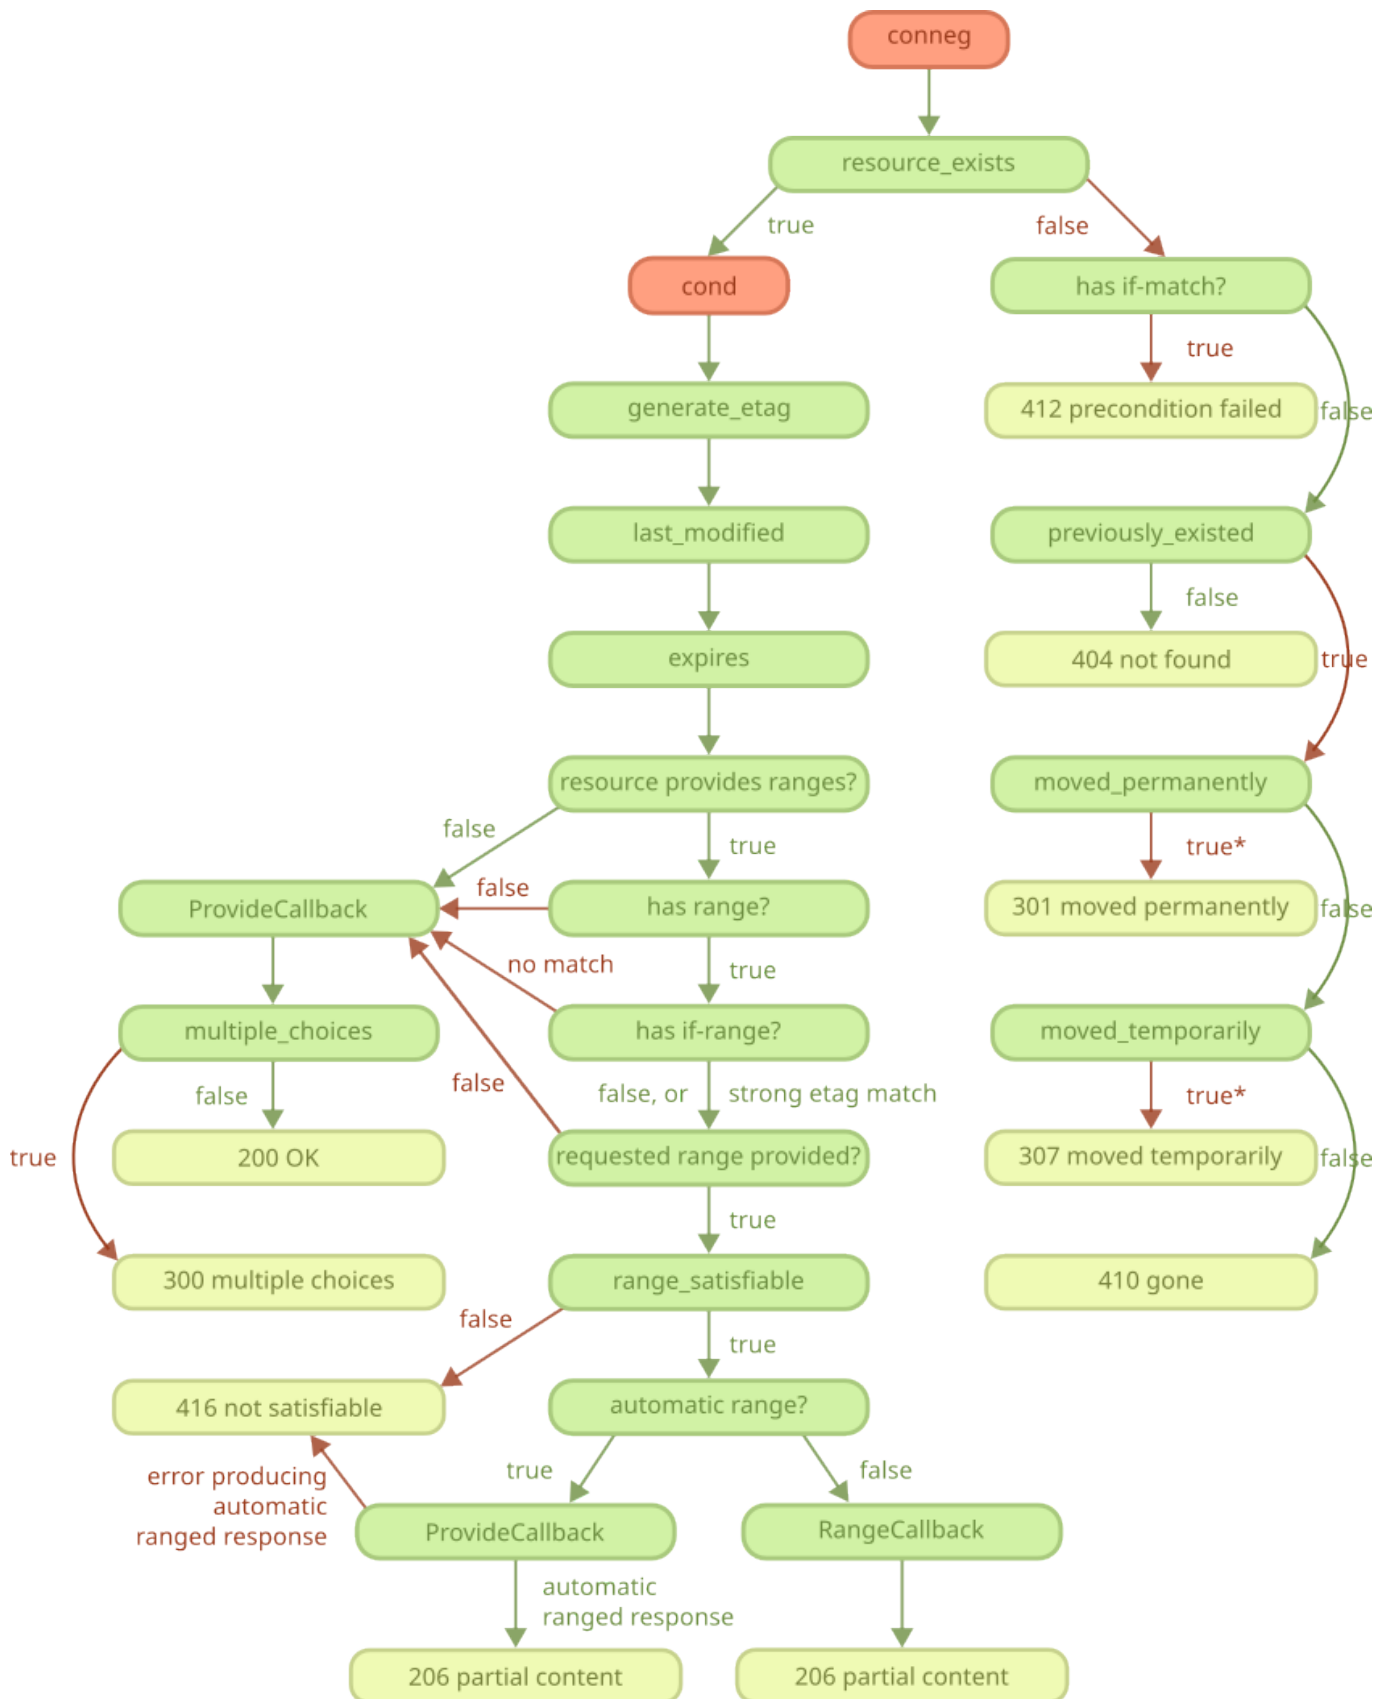 conneg
resource_exists
true
false
cond
has if-match?
true
generate_etag
412 precondition failed
false
last_modified
previously_existed
false
expires
404 not found
true
resource provides ranges?
moved_permanently
false
true
true*
false
ProvideCallback
has range?
301 moved permanently
false
no match
true
multiple_choices
has if-range?
moved_temporarily
false
false
false, or
strong etag match
true*
true
200 OK
requested range provided?
307 moved temporarily
false
true
300 multiple choices
range_satisfiable
410 gone
false
true
416 not satisfiable
automatic range?
error producing
automatic
ranged response
true
false
ProvideCallback
RangeCallback
automatic
ranged response
206 partial content
206 partial content